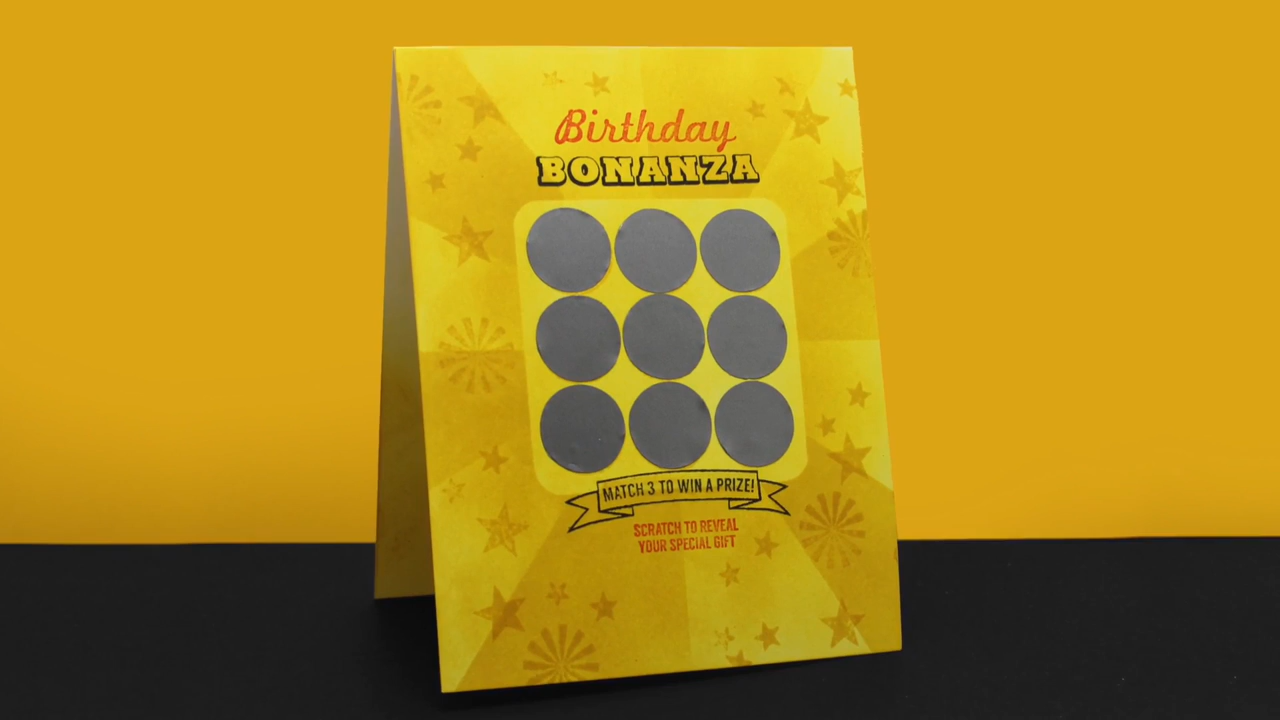 Birthday
BONANZA
MATCH 3 TO WIN A PRIZE!
SCRATCH TO REVEAL
YOUR SPECIAL GIFT